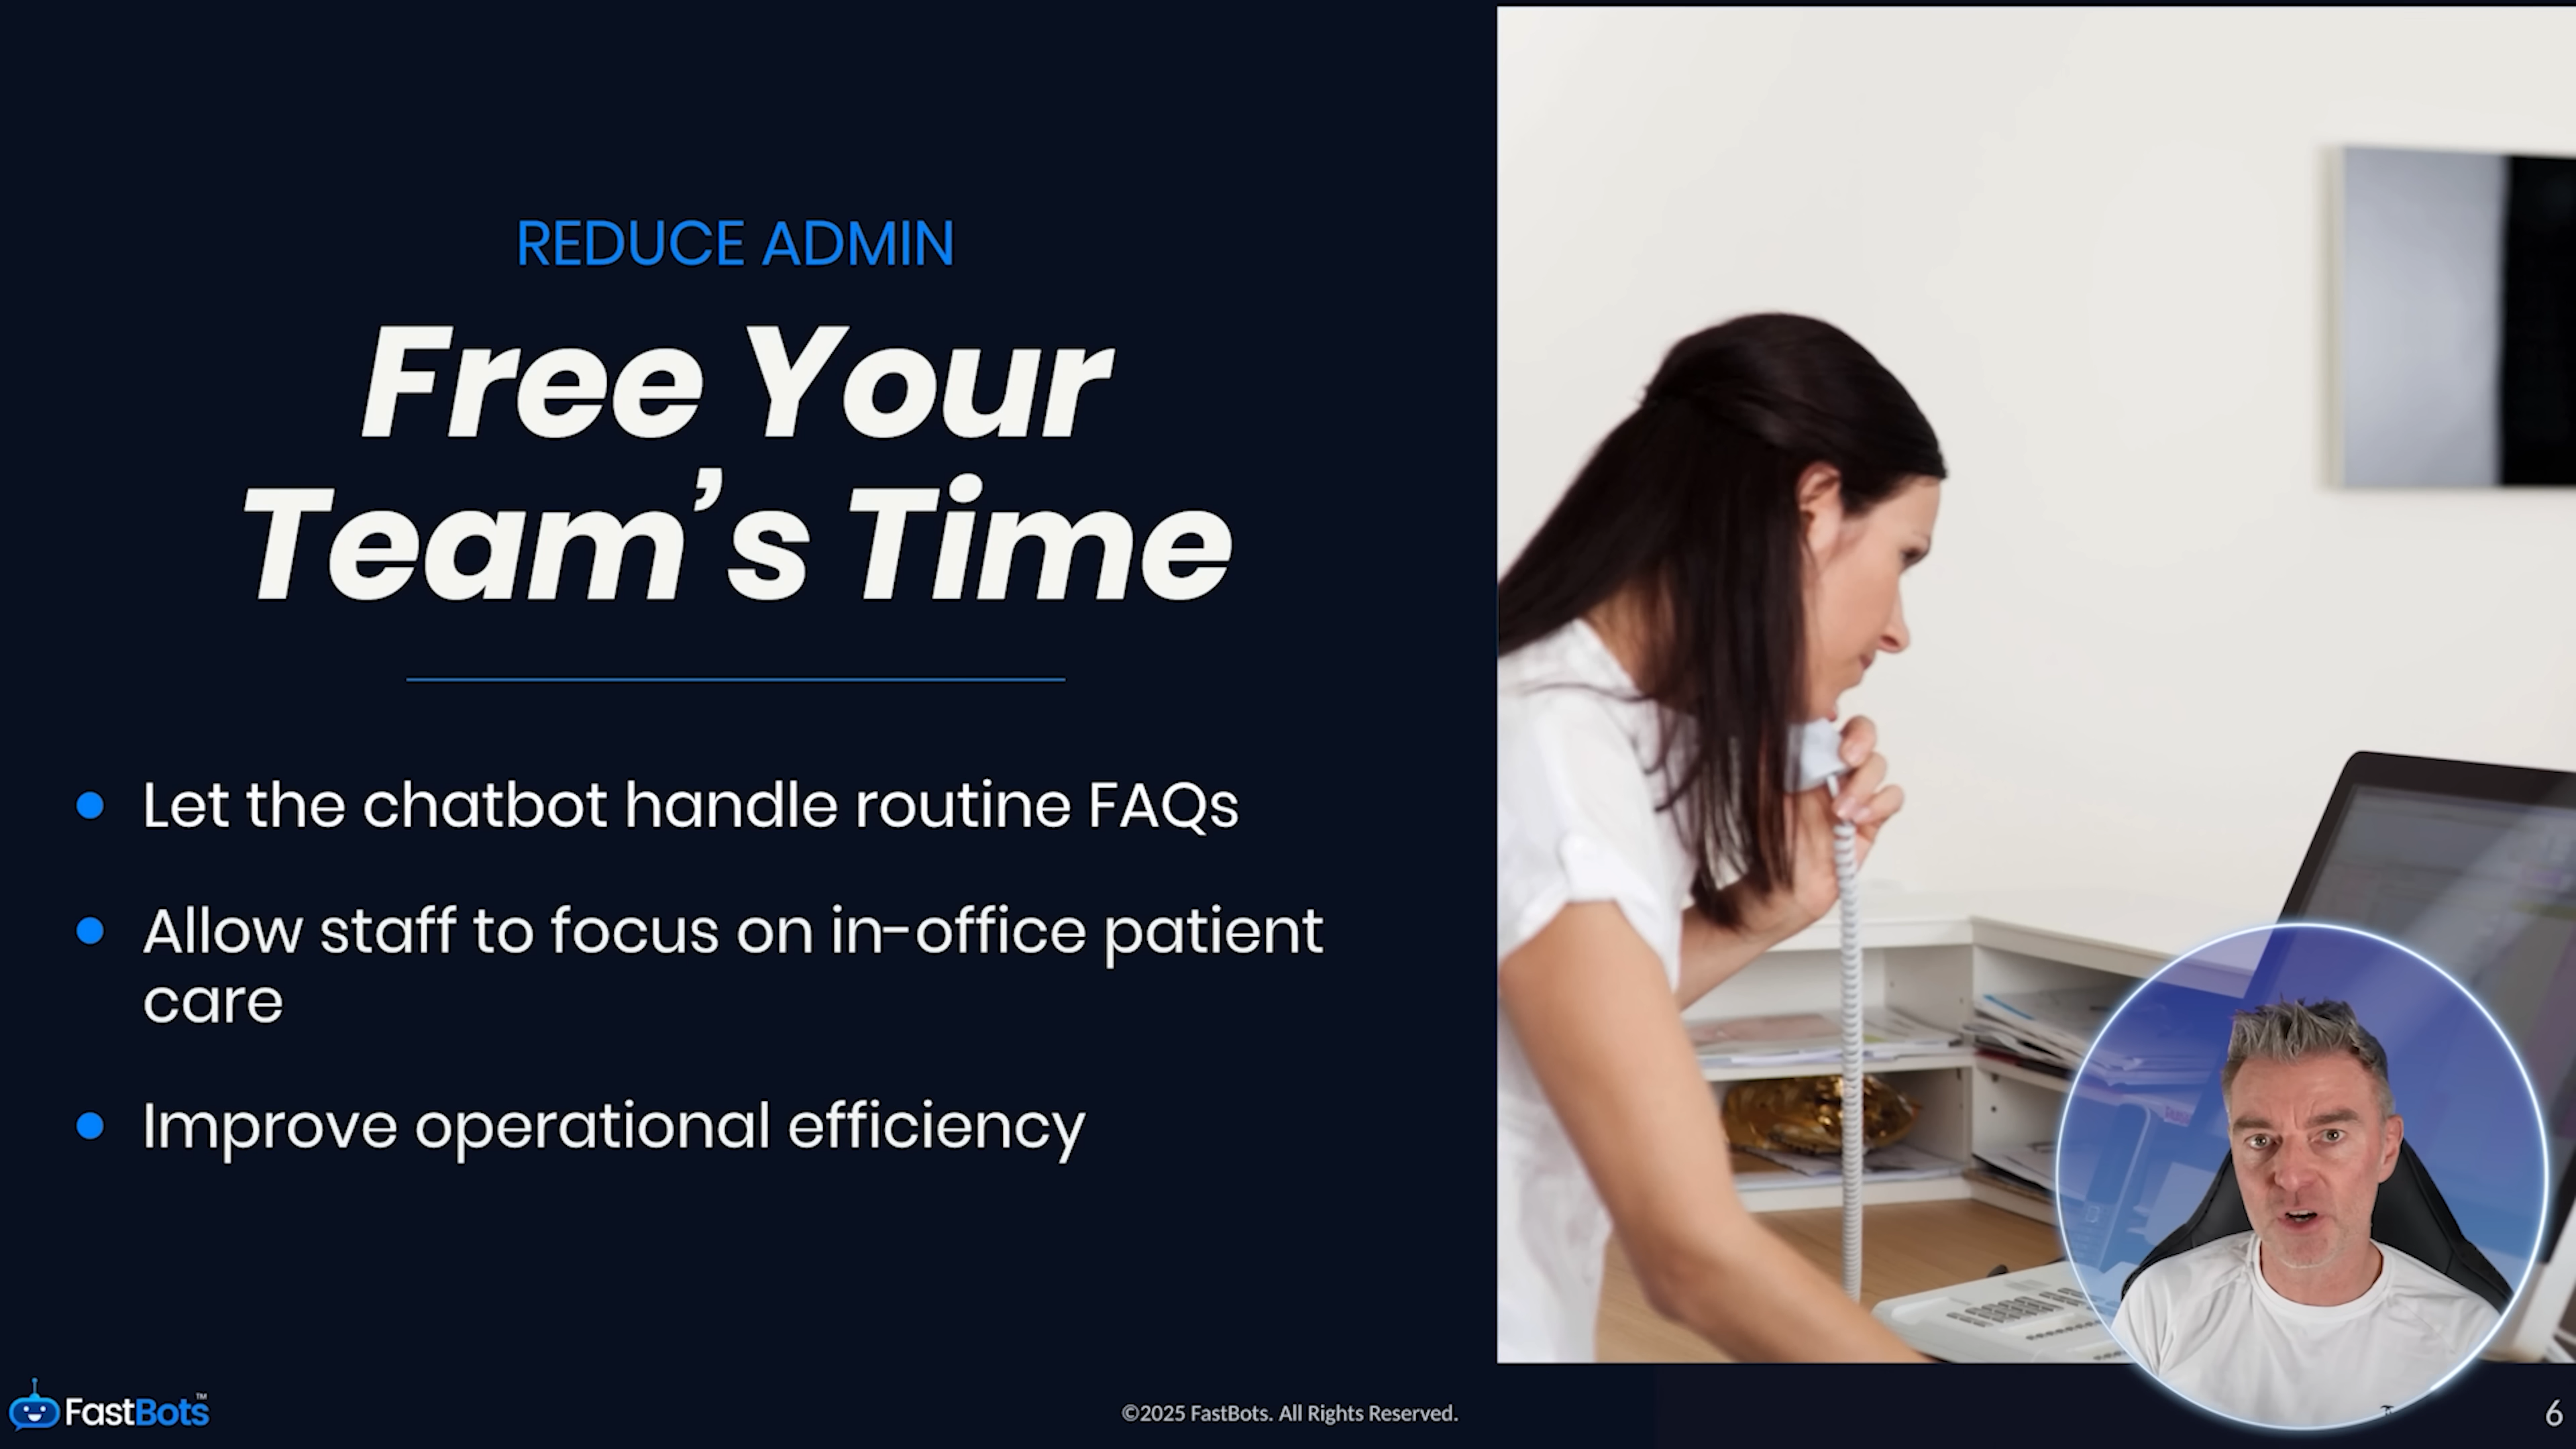 REDUCE ADMIN
Free Your
Team’s Time
Let the chatbot handle routine FAQs
Allow staff to focus on in-office patient
care
Improve operational efficiency
FastBots™
©2025 FastBots. All Rights Reserved.
6